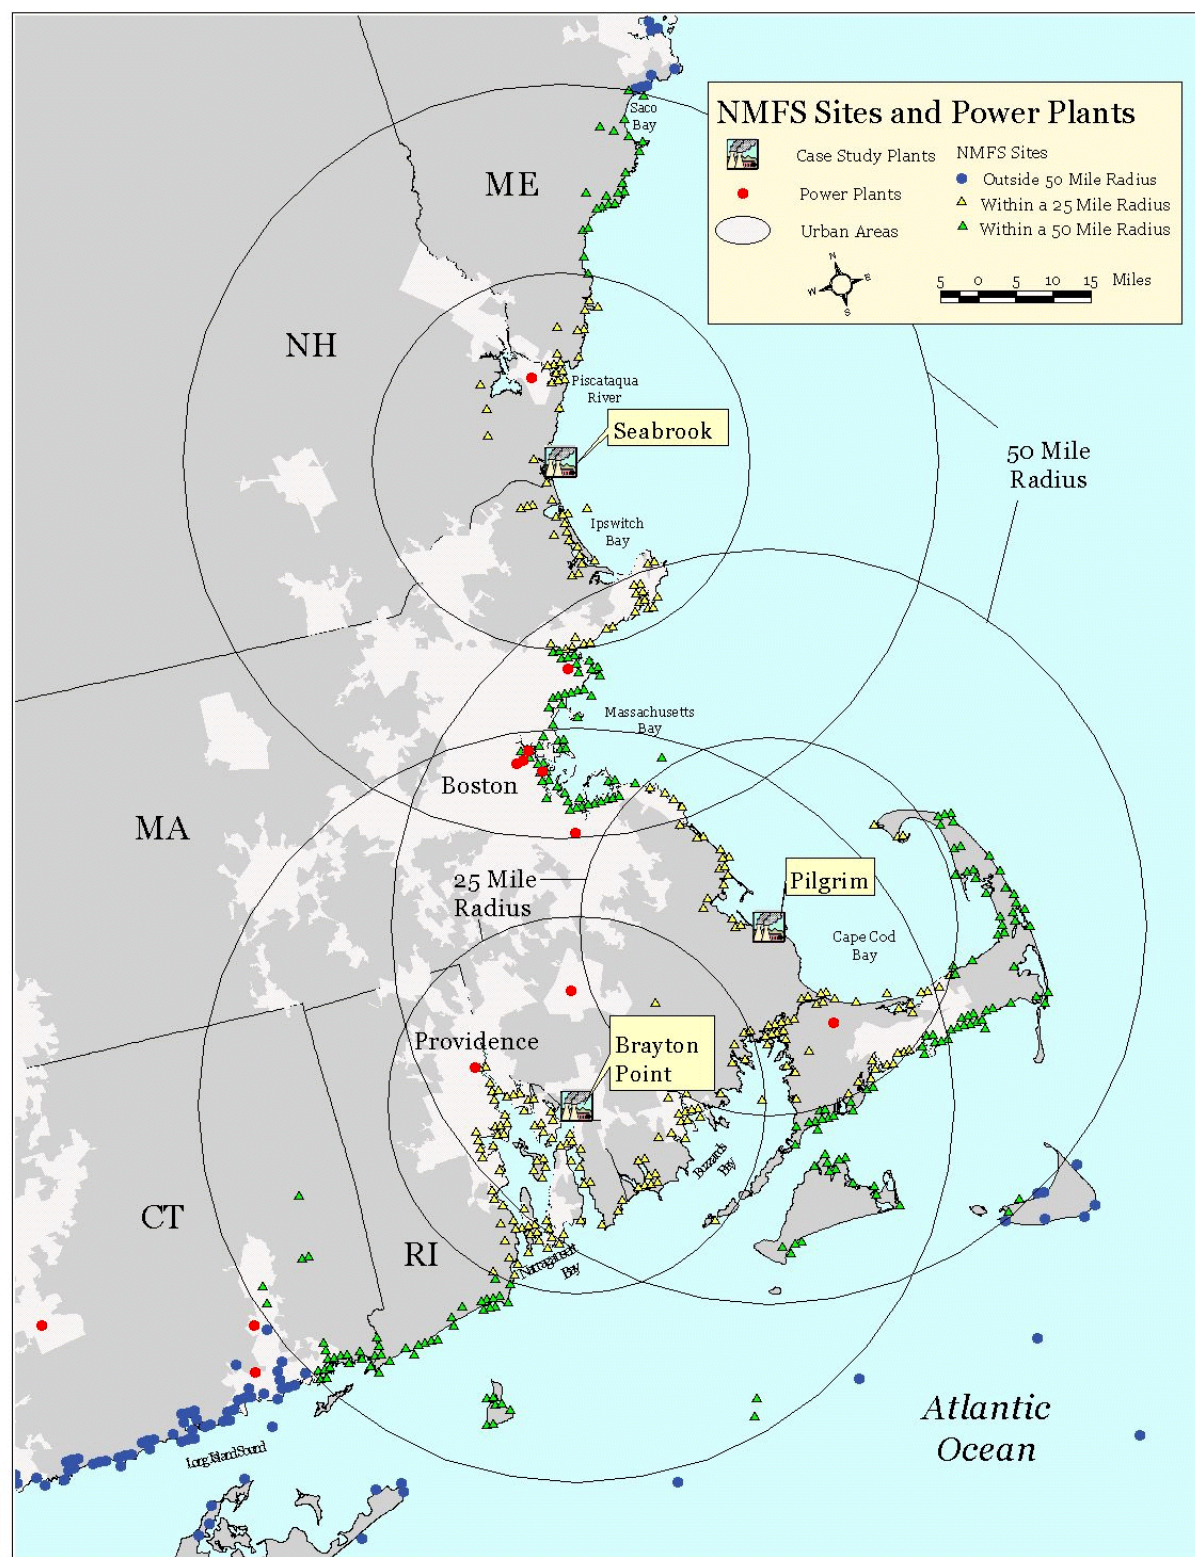 NMFS Sites and Power Plants
Case Study Plants
Power Plants
Urban Areas
NMFS Sites
Outside 50 Mile Radius
Within a 25 Mile Radius
Within a 50 Mile Radius
N
E
W
S
5 0 5 10 15 Miles
Saco
Bay
ME
NH
Piscataqua
River
Seabrook
50 Mile
Radius
Ipswitch
Bay
Massachusetts
Bay
Boston
MA
25 Mile
Radius
Pilgrim
Cape Cod
Bay
Providence
Brayton
Point
Buzzards
Bay
CT
RI
Narragansett
Bay
Long Island Sound
Atlantic
Ocean